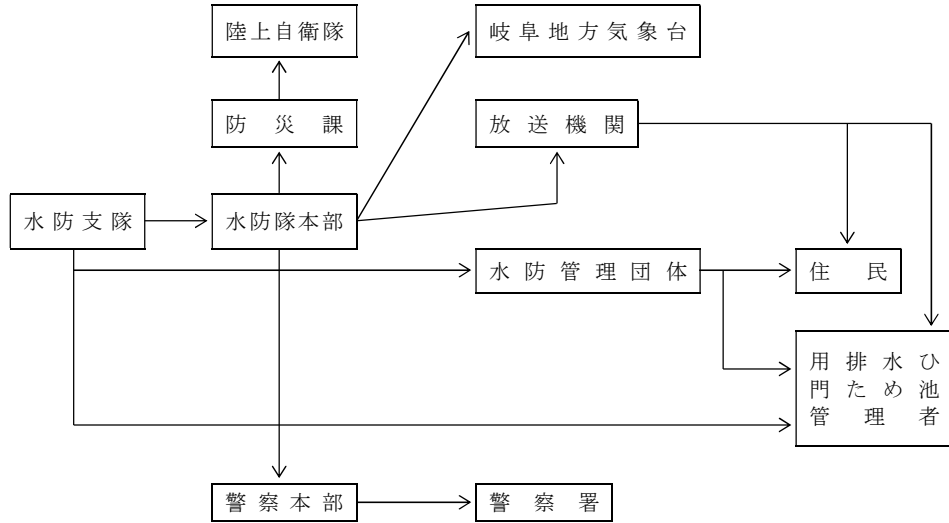 陸上自衛隊
岐阜地方気象台
防災課
放送機関
水防支隊
水防隊本部
水防管理団体
住民
用排水ひ
門ため池
管理者
警察本部
警察署